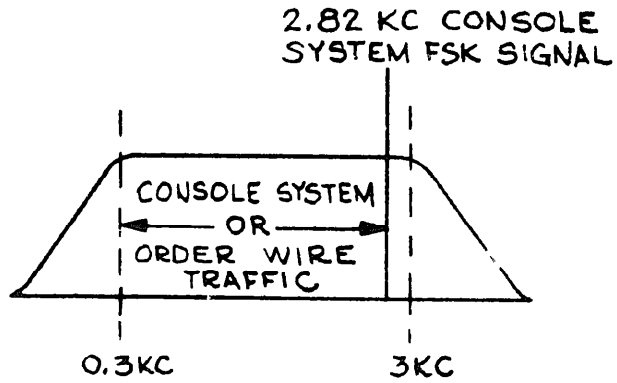 2.82 KC CONSOLE
SYSTEM FSK SIGNAL
CONSOLE SYSTEM
OR
ORDER WIRE
TRAFFIC
0.3KC
3KC